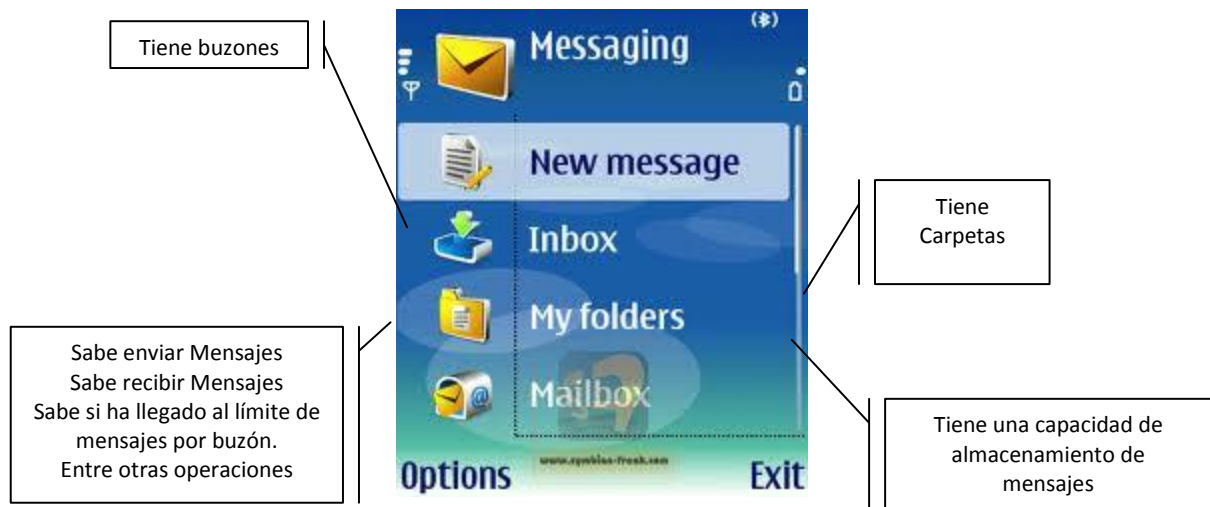 Tiene buzones
Messaging
New message
Inbox
My folders
Mailbox
www.symbian-freak.com
Options
Exit
Tiene
Carpetas
Sabe enviar Mensajes
Sabe recibir Mensajes
Sabe si ha llegado al límite de
mensajes por buzón.
Entre otras operaciones
Tiene una capacidad de
almacenamiento de
mensajes